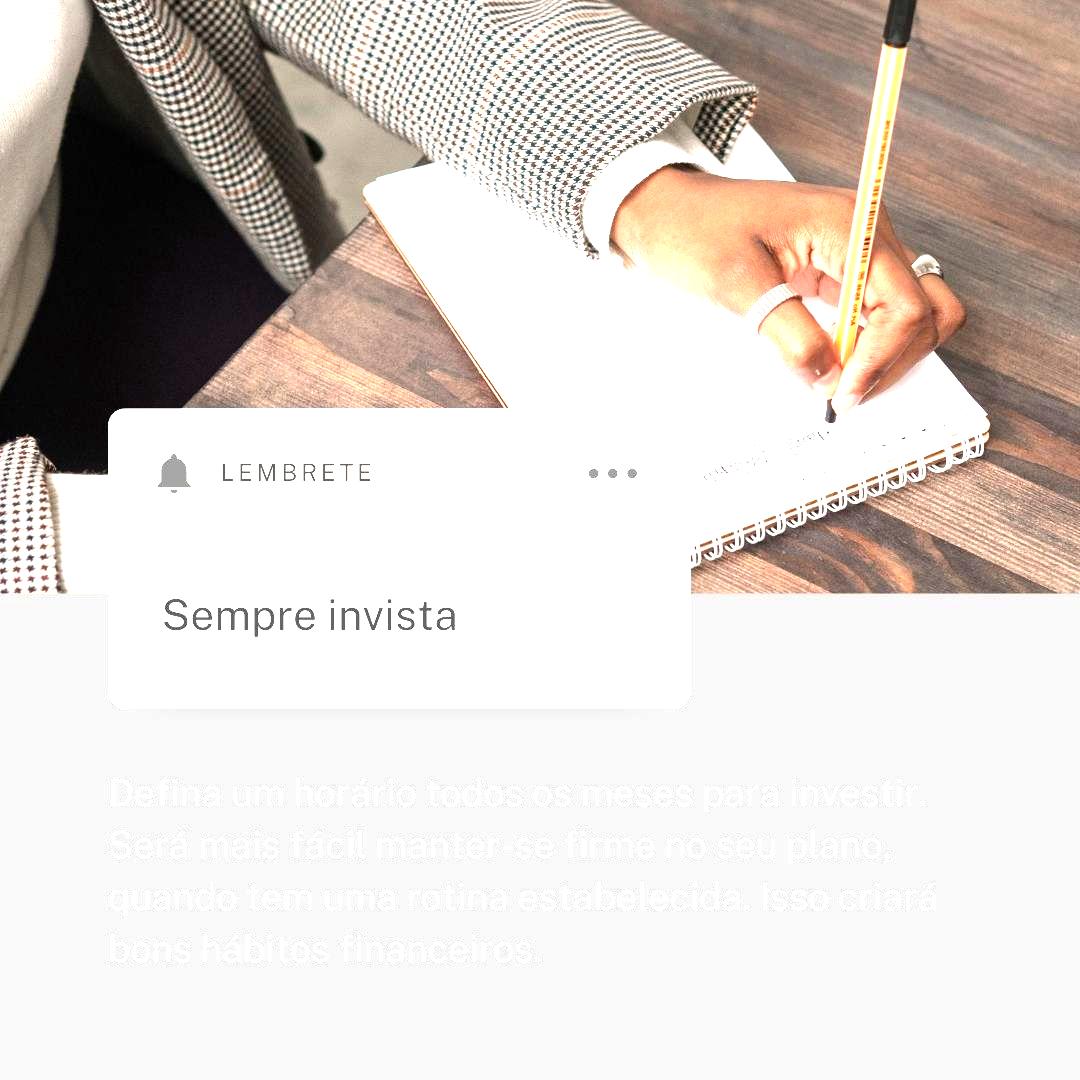 LEMBRETE
Sempre invista
Defina um horário todos os meses para investir.
Será mais fácil manter-se firme no seu plano,
quando tem uma rotina estabelecida. Isso criará
bons hábitos financeiros.